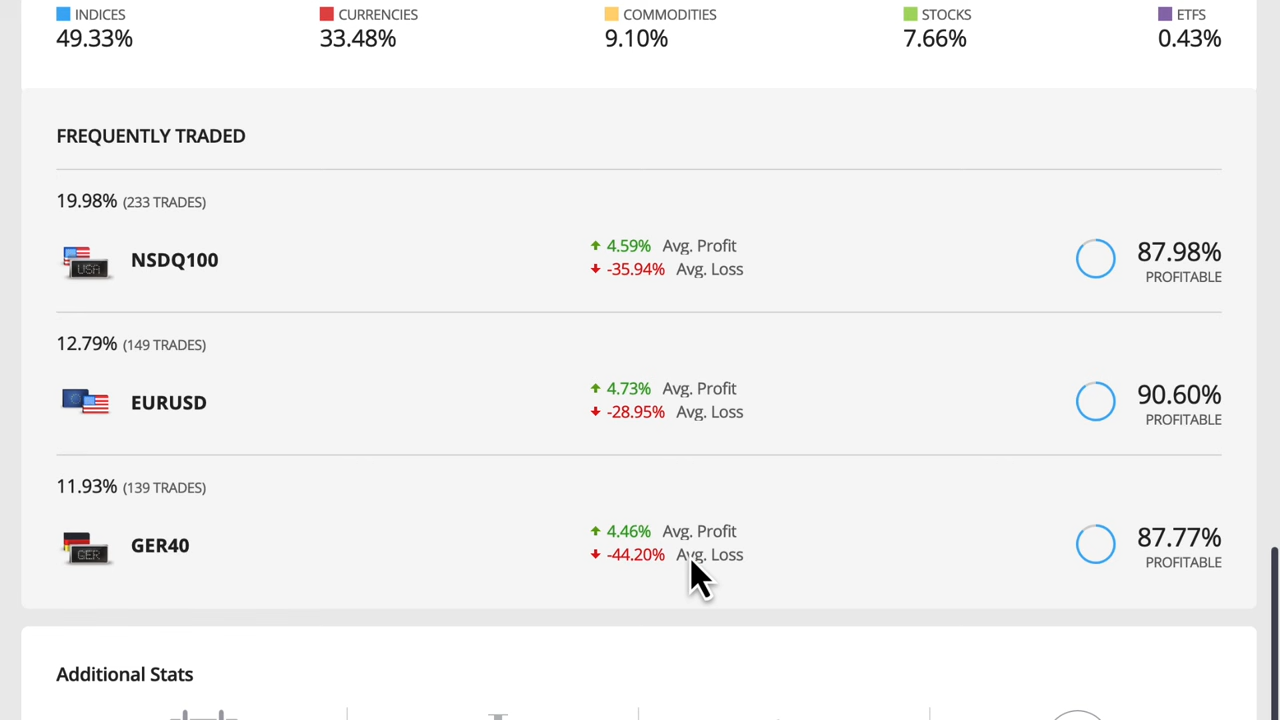 INDICES CURRENCIES COMMODITIES STOCKS ETFS
49.33% 33.48% 9.10% 7.66% 0.43%
FREQUENTLY TRADED
19.98% (233 TRADES)
USA NSDQ100
4.59% Avg. Profit
-35.94% Avg. Loss
87.98%
PROFITABLE
12.79% (149 TRADES)
EURUSD
4.73% Avg. Profit
-28.95% Avg. Loss
90.60%
PROFITABLE
11.93% (139 TRADES)
GER GER40
4.46% Avg. Profit
-44.20% Avg. Loss
87.77%
PROFITABLE
Additional Stats